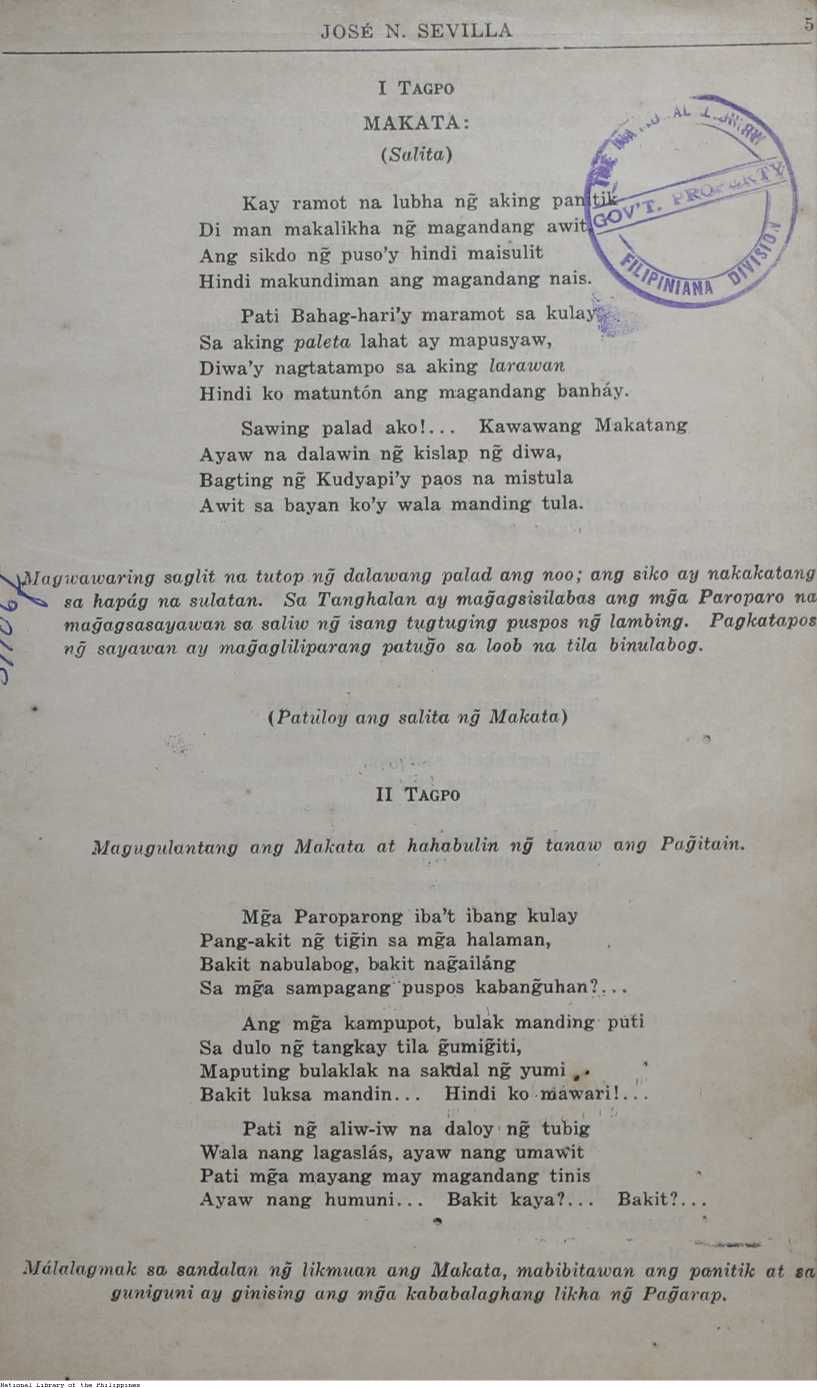 JOSÉ N. SEVILLA
5
I TAGPO
MAKATA:
(Salita)
Kay ramot na lubha ng̃ aking panitik
Di man makalikha ng̃ magandang awit
Ang sikdo ng̃ puso'y hindi maisulit
Hindi makundiman ang magandang nais.
Pati Bahag-hari'y maramot sa kulay
Sa aking paleta lahat ay mapusyaw,
Diwa'y nagtatampo sa aking larawan
Hindi ko matuntón ang magandang banháy.
Sawing palad ako!... Kawawang Makatang
Ayaw na dalawin ng̃ kislap ng̃ diwa,
Bagting ng̃ Kudyapi'y paos na mistula
Awit sa bayan ko'y wala manding tula.
Magwawaring saglit na tutop ng̃ dalawang palad ang noo; ang siko ay nakakatang
sa hapág na sulatan. Sa Tanghalan ay mag̃agsisilabas ang mg̃a Paroparo na
mag̃agsasayawan sa saliw ng̃ isang tugtuging puspos ng̃ lambing. Pagkatapos
ng̃ sayawan ay mag̃agliliparang patug̃o sa loob na tila binulabog.
(Patúloy ang salita ng̃ Makata)
II TAGPO
Magugulantang ang Makata at hahabulin ng̃ tanaw ang Pag̃itain.
Mg̃a Paroparong iba't ibang kulay
Pang-akit ng̃ tig̃in sa mg̃a halaman,
Bakit nabulabog, bakit nag̃ailáng
Sa mg̃a sampagang puspos kabang̃uhan?...
Ang mg̃a kampupot, bulak manding puti
Sa dulo ng̃ tangkay tila g̃umig̃iti,
Maputing bulaklak na sakdal ng̃ yumi
Bakit luksa mandin... Hindi ko mawari!...
Pati ng̃ aliw-iw na daloy ng̃ tubig
Wala nang lagaslás, ayaw nang umawit
Pati mg̃a mayang may magandang tinis
Ayaw nang humuni... Bakit kaya?... Bakit?...
Málalagmak sa sandalan ng̃ likmuan ang Makata, mabibitawan ang panitik at sa
guniguni ay ginising ang mg̃a kababalaghang likha ng̃ Pag̃arap.
GOV'T. PROPERTY
FILIPINIANA DIVISION
National Library of the Philippines